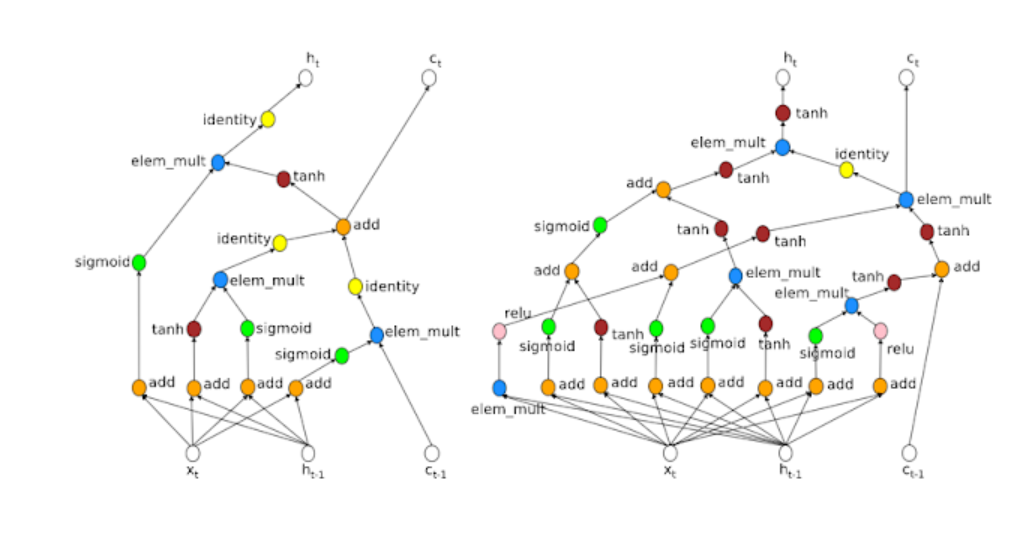 h_t c_t
identity
elem_mult
tanh
add
identity
sigmoid
elem_mult
identity
tanh sigmoid
elem_mult
sigmoid
add add add add
x_t h_t-1 c_t-1
h_t c_t
tanh
elem_mult
identity
tanh
add
elem_mult
sigmoid
tanh
tanh
tanh
add add
elem_mult
add
tanh
elem_mult
relu
sigmoid tanh sigmoid sigmoid tanh sigmoid relu
add add add add add add add
elem_mult
x_t h_t-1 c_t-1